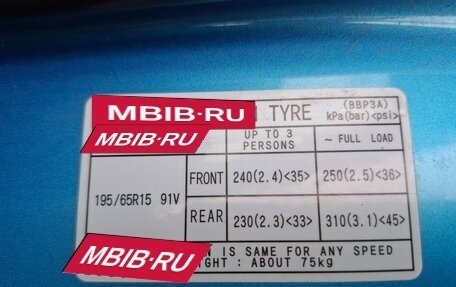 MBIB.RU TYRE (BBP3A)
kPa(bar)<psi>
MBIB.RU UP TO 3 PERSONS ~ FULL LOAD
195/65R15 91V FRONT 240(2.4)<35> 250(2.5)<36>
REAR 230(2.3)<33> 310(3.1)<45>
MBIB.RU IS SAME FOR ANY SPEED
: ABOUT 75kg